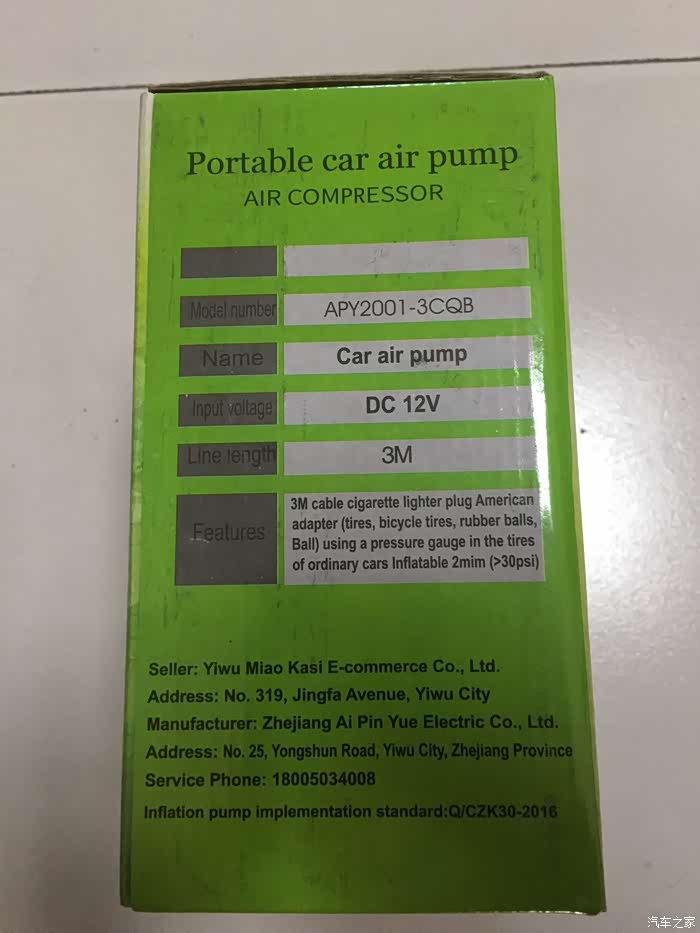 Portable car air pump
AIR COMPRESSOR
Model number APY2001-3CQB
Name Car air pump
Input voltage DC 12V
Line length 3M
Features
3M cable cigarette lighter plug American
adapter (tires, bicycle tires, rubber balls,
Ball) using a pressure gauge in the tires
of ordinary cars Inflatable 2mim (>30psi)
Seller: Yiwu Miao Kasi E-commerce Co., Ltd.
Address: No. 319, Jingfa Avenue, Yiwu City
Manufacturer: Zhejiang Ai Pin Yue Electric Co., Ltd.
Address: No. 25, Yongshun Road, Yiwu City, Zhejiang Province
Service Phone: 18005034008
Inflation pump implementation standard:Q/CZK30-2016
汽车之家